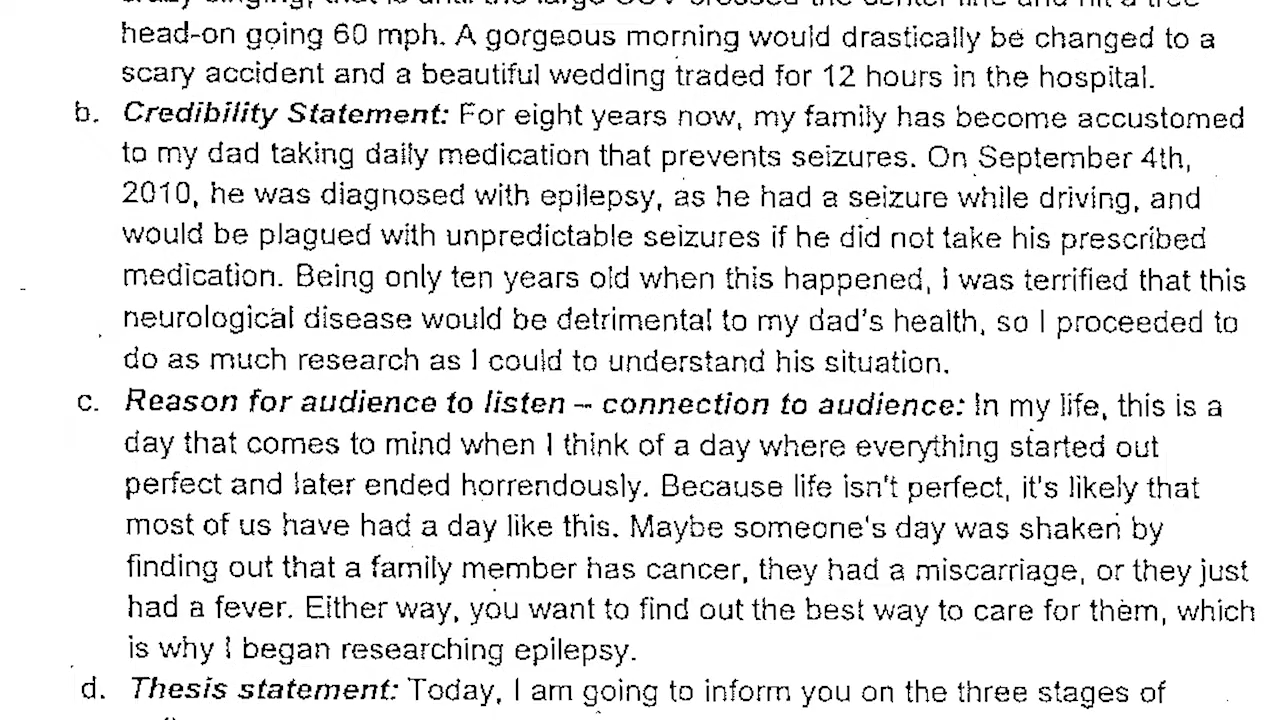 head-on going 60 mph. A gorgeous morning would drastically be changed to a
scary accident and a beautiful wedding traded for 12 hours in the hospital.
b. Credibility Statement: For eight years now, my family has become accustomed
to my dad taking daily medication that prevents seizures. On September 4th,
2010, he was diagnosed with epilepsy, as he had a seizure while driving, and
would be plagued with unpredictable seizures if he did not take his prescribed
medication. Being only ten years old when this happened, I was terrified that this
neurological disease would be detrimental to my dad's health, so I proceeded to
do as much research as I could to understand his situation.
c. Reason for audience to listen – connection to audience: In my life, this is a
day that comes to mind when I think of a day where everything started out
perfect and later ended horrendously. Because life isn't perfect, it's likely that
most of us have had a day like this. Maybe someone's day was shaken by
finding out that a family member has cancer, they had a miscarriage, or they just
had a fever. Either way, you want to find out the best way to care for them, which
is why I began researching epilepsy.
d. Thesis statement: Today, I am going to inform you on the three stages of